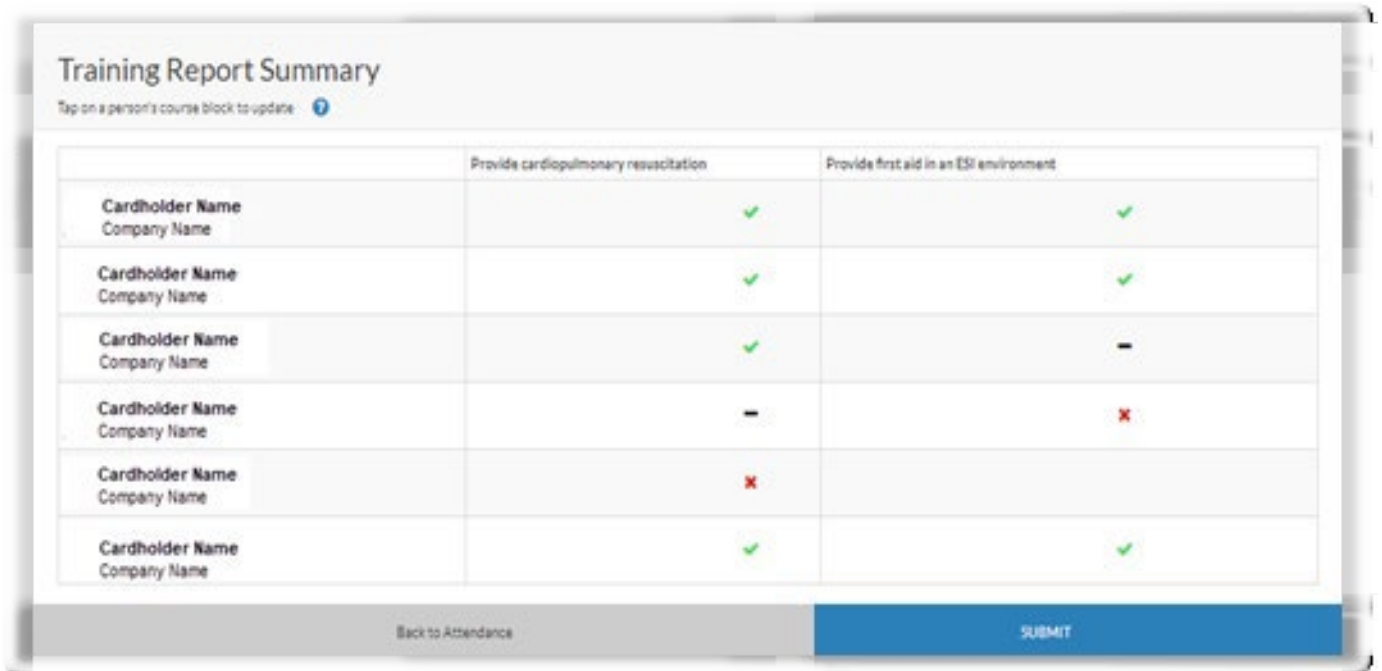 Training Report Summary
Tap on a person's course block to update ?
Provide cardiopulmonary resuscitation Provide first aid in an ESI environment
Cardholder Name
Company Name
Cardholder Name
Company Name
Cardholder Name
Company Name
Cardholder Name
Company Name
Cardholder Name
Company Name
Cardholder Name
Company Name
Back to Attendance SUBMIT